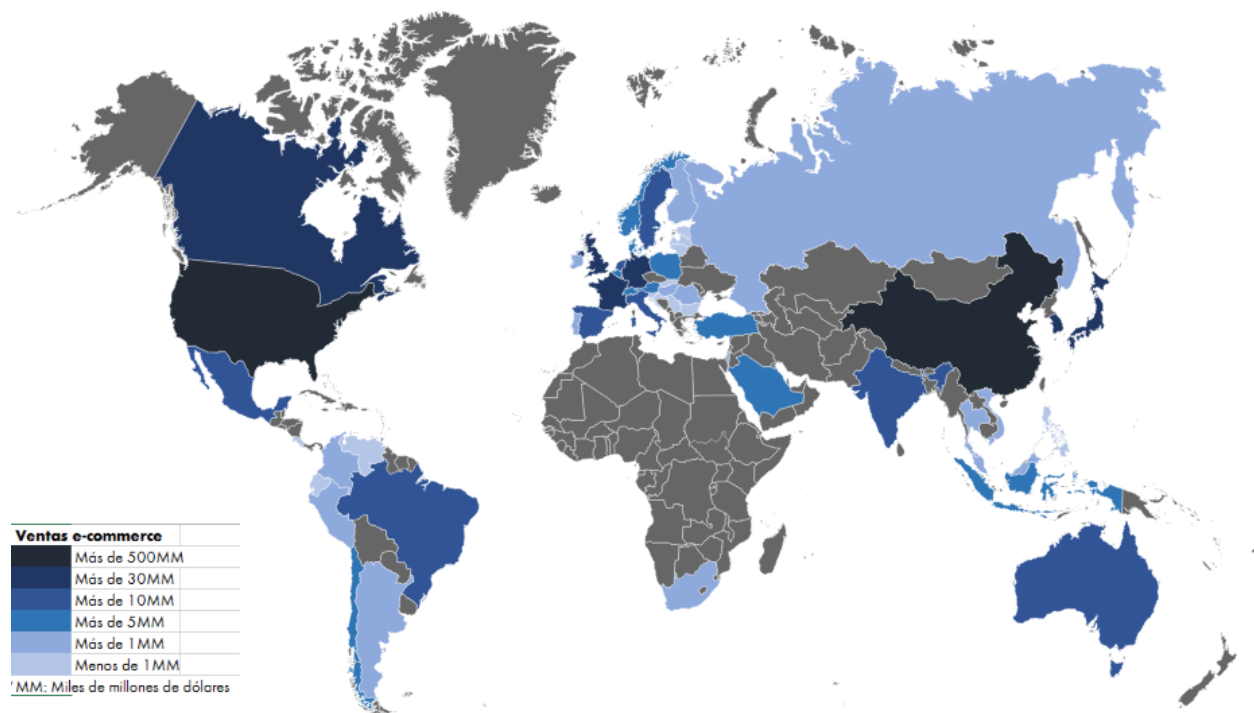 Ventas e-commerce
Más de 500MM
Más de 30MM
Más de 10MM
Más de 5MM
Más de 1MM
Menos de 1MM
MM: Miles de millones de dólares